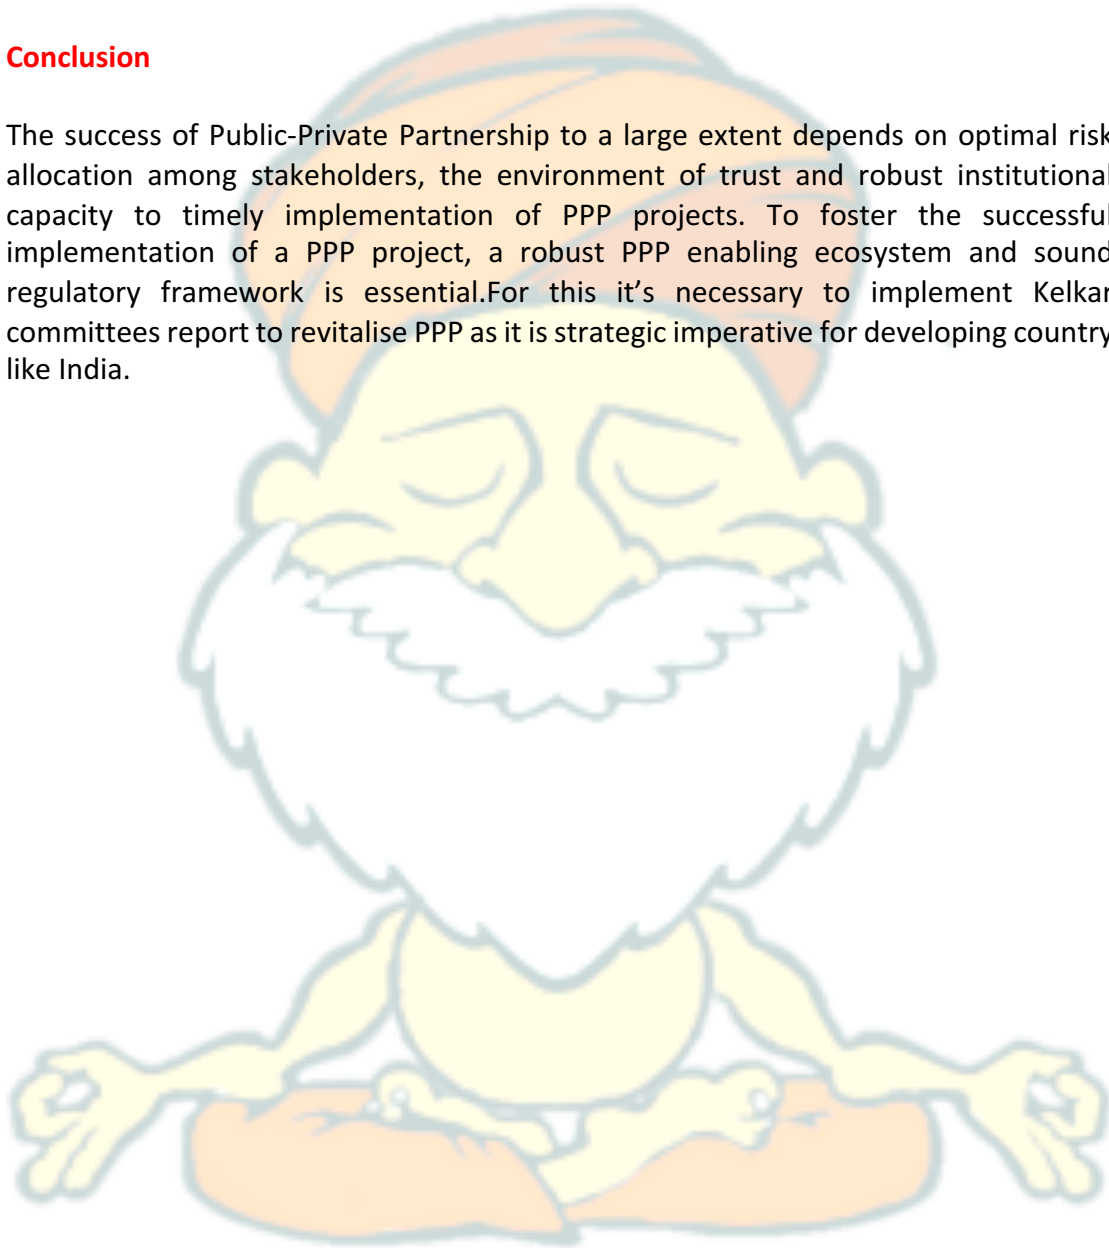 Conclusion
The success of Public-Private Partnership to a large extent depends on optimal risk
allocation among stakeholders, the environment of trust and robust institutional
capacity to timely implementation of PPP projects. To foster the successful
implementation of a PPP project, a robust PPP enabling ecosystem and sound
regulatory framework is essential.For this it’s necessary to implement Kelkar
committees report to revitalise PPP as it is strategic imperative for developing country
like India.